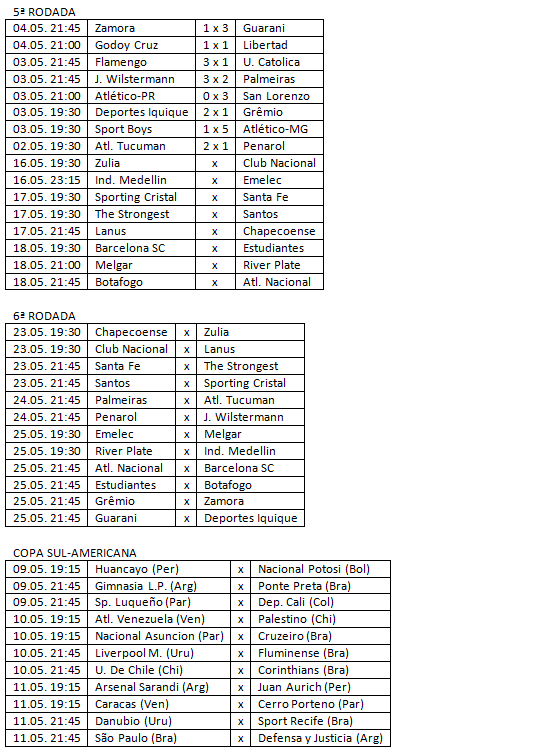 5ª RODADA
04.05. 21:45 Zamora 1 x 3 Guarani
04.05. 21:00 Godoy Cruz 1 x 1 Libertad
03.05. 21:45 Flamengo 3 x 1 U. Catolica
03.05. 21:45 J. Wilstermann 3 x 2 Palmeiras
03.05. 21:00 Atlético-PR 0 x 3 San Lorenzo
03.05. 19:30 Deportes Iquique 2 x 1 Grêmio
03.05. 19:30 Sport Boys 1 x 5 Atlético-MG
02.05. 19:30 Atl. Tucuman 2 x 1 Penarol
16.05. 19:30 Zulia x Club Nacional
16.05. 23:15 Ind. Medellin x Emelec
17.05. 19:30 Sporting Cristal x Santa Fe
17.05. 19:30 The Strongest x Santos
17.05. 21:45 Lanus x Chapecoense
18.05. 19:30 Barcelona SC x Estudiantes
18.05. 21:00 Melgar x River Plate
18.05. 21:45 Botafogo x Atl. Nacional
6ª RODADA
23.05. 19:30 Chapecoense x Zulia
23.05. 19:30 Club Nacional x Lanus
23.05. 21:45 Santa Fe x The Strongest
23.05. 21:45 Santos x Sporting Cristal
24.05. 21:45 Palmeiras x Atl. Tucuman
24.05. 21:45 Penarol x J. Wilstermann
25.05. 19:30 Emelec x Melgar
25.05. 19:30 River Plate x Ind. Medellin
25.05. 21:45 Atl. Nacional x Barcelona SC
25.05. 21:45 Estudiantes x Botafogo
25.05. 21:45 Grêmio x Zamora
25.05. 21:45 Guarani x Deportes Iquique
COPA SUL-AMERICANA
09.05. 19:15 Huancayo (Per) x Nacional Potosi (Bol)
09.05. 21:45 Gimnasia L.P. (Arg) x Ponte Preta (Bra)
09.05. 21:45 Sp. Luqueño (Par) x Dep. Cali (Col)
10.05. 19:15 Atl. Venezuela (Ven) x Palestino (Chi)
10.05. 19:15 Nacional Asuncion (Par) x Cruzeiro (Bra)
10.05. 21:45 Liverpool M. (Uru) x Fluminense (Bra)
10.05. 21:45 U. De Chile (Chi) x Corinthians (Bra)
11.05. 19:15 Arsenal Sarandi (Arg) x Juan Aurich (Per)
11.05. 19:15 Caracas (Ven) x Cerro Porteno (Par)
11.05. 21:45 Danubio (Uru) x Sport Recife (Bra)
11.05. 21:45 São Paulo (Bra) x Defensa y Justicia (Arg)